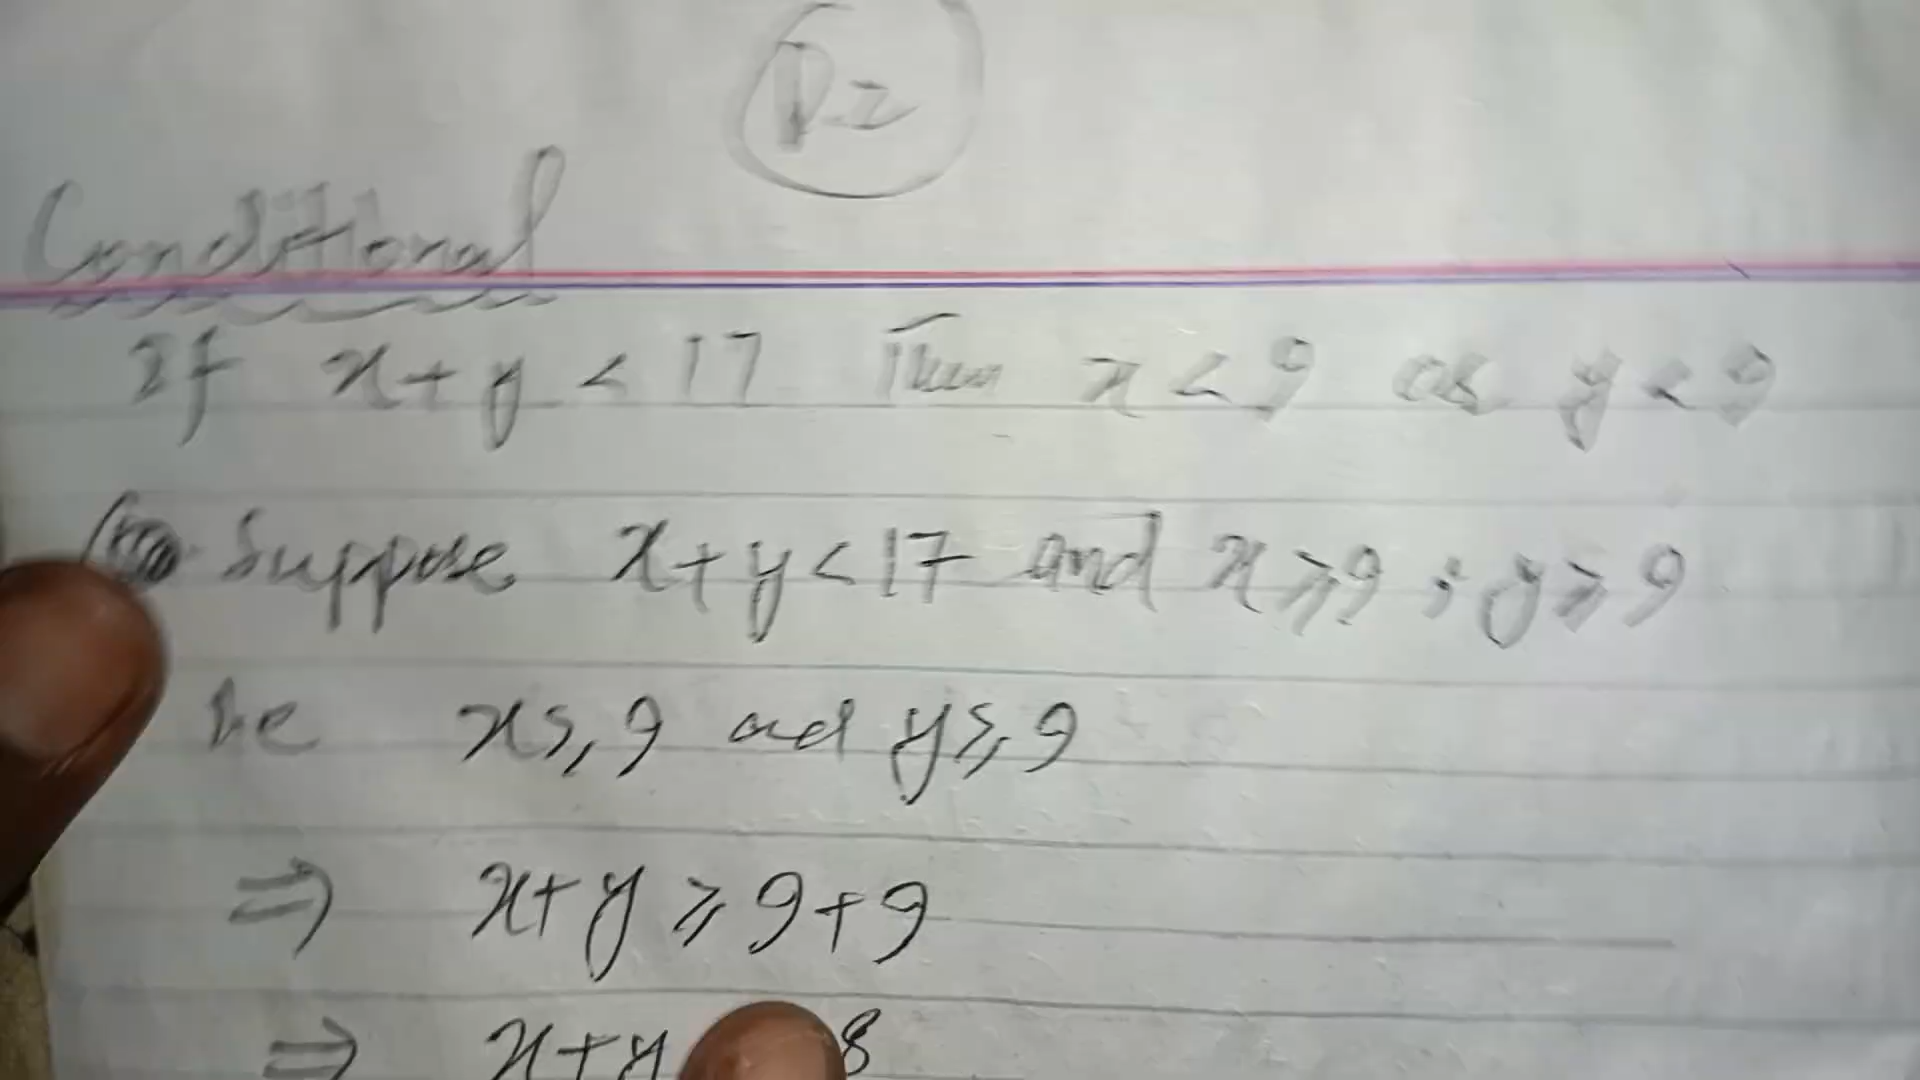 P2
Conditional
If x+y < 17 Then x < 9 or y < 9
Suppose x+y < 17 and x ⩾ 9 ; y ⩾ 9
ie x ⩾ 9 and y ⩾ 9
⇒ x+y ⩾ 9+9
⇒ x+y 8